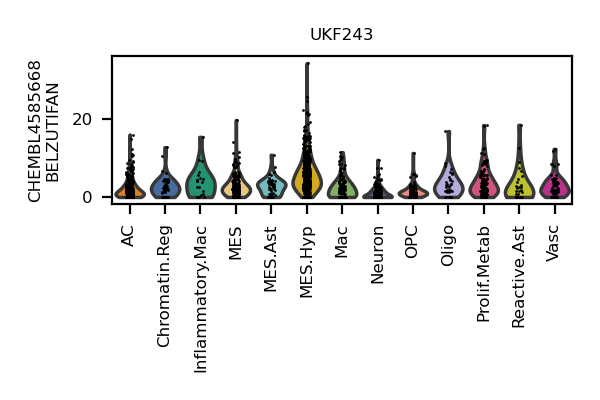 UKF243
CHEMBL4585668
BELZUTIFAN
20
0
AC
Chromatin.Reg
Inflammatory.Mac
MES
MES.Ast
MES.Hyp
Mac
Neuron
OPC
Oligo
Prolif.Metab
Reactive.Ast
Vasc